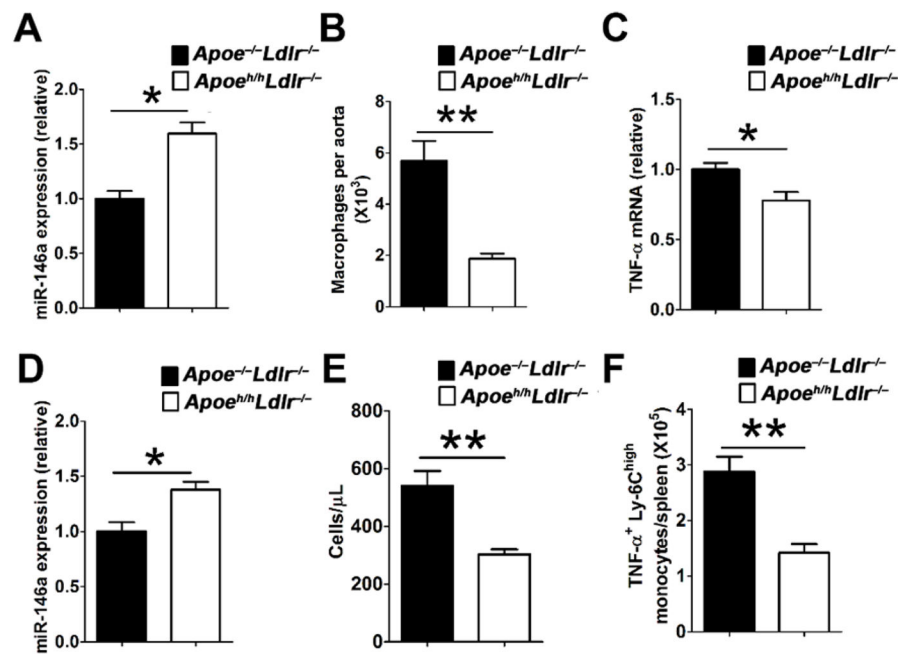 A
Apoe–/–Ldlr–/–
Apoeh/hLdlr–/–
miR-146a expression (relative)
2.0
1.5
1.0
0.5
0.0
*
B
Apoe–/–Ldlr–/–
Apoeh/hLdlr–/–
Macrophages per aorta
(X10³)
8
6
4
2
0
**
C
Apoe–/–Ldlr–/–
Apoeh/hLdlr–/–
TNF-α mRNA (relative)
1.5
1.0
0.5
0.0
*
D
Apoe–/–Ldlr–/–
Apoeh/hLdlr–/–
miR-146a expression (relative)
2.0
1.5
1.0
0.5
0.0
*
E
Apoe–/–Ldlr–/–
Apoeh/hLdlr–/–
Cells/μL
800
600
400
200
0
**
F
Apoe–/–Ldlr–/–
Apoeh/hLdlr–/–
TNF-α⁺ Ly-6Chigh
monocytes/spleen (X10⁵)
4
3
2
1
0
**